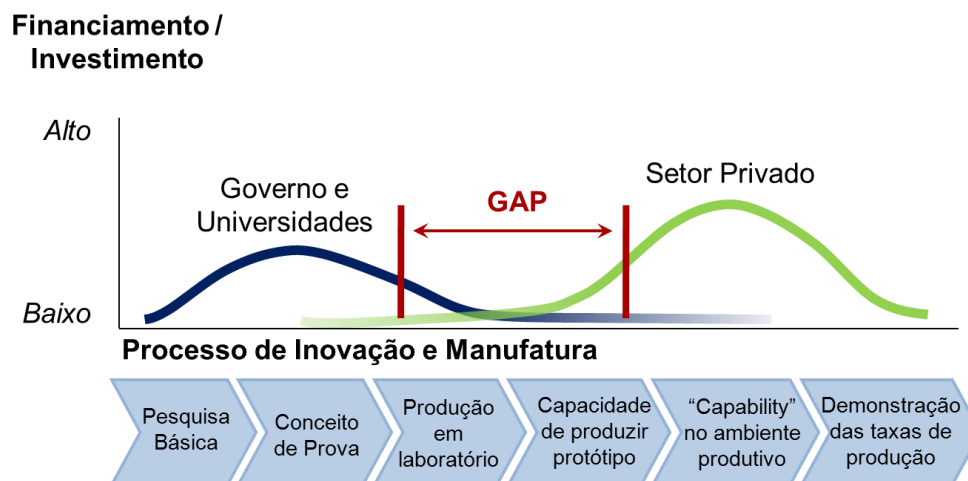 Financiamento /
Investimento
Alto
Governo e
Universidades
GAP
Setor Privado
Baixo
Processo de Inovação e Manufatura
Pesquisa
Básica
Conceito
de Prova
Produção
em
laboratório
Capacidade
de produzir
protótipo
“Capability”
no ambiente
produtivo
Demonstração
das taxas de
produção